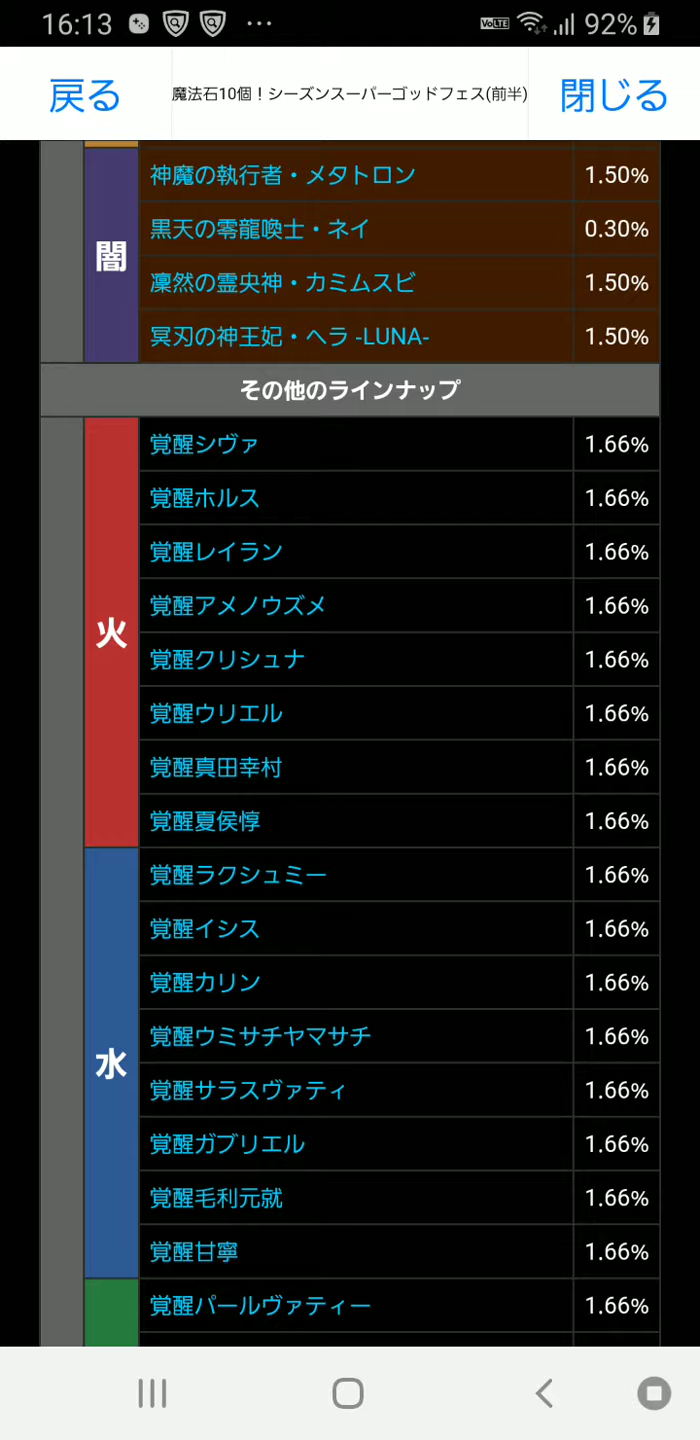 16:13 ... VoLTE 92%
戻る 魔法石10個！シーズンスーパーゴッドフェス(前半) 閉じる
闇
神魔の執行者・メタトロン 1.50%
黒天の零龍喚士・ネイ 0.30%
凜然の霊央神・カミムスビ 1.50%
冥刃の神王妃・ヘラ -LUNA- 1.50%
その他のラインナップ
火
覚醒シヴァ 1.66%
覚醒ホルス 1.66%
覚醒レイラン 1.66%
覚醒アメノウズメ 1.66%
覚醒クリシュナ 1.66%
覚醒ウリエル 1.66%
覚醒真田幸村 1.66%
覚醒夏侯惇 1.66%
水
覚醒ラクシュミー 1.66%
覚醒イシス 1.66%
覚醒カリン 1.66%
覚醒ウミサチヤマサチ 1.66%
覚醒サラスヴァティ 1.66%
覚醒ガブリエル 1.66%
覚醒毛利元就 1.66%
覚醒甘寧 1.66%
覚醒パールヴァティー 1.66%